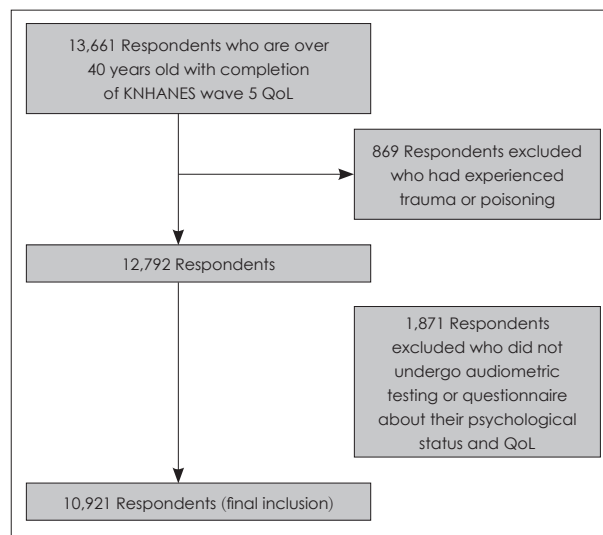 13,661 Respondents who are over
40 years old with completion
of KNHANES wave 5 QoL
869 Respondents excluded
who had experienced
trauma or poisoning
12,792 Respondents
1,871 Respondents
excluded who did not
undergo audiometric
testing or questionnaire
about their psychological
status and QoL
10,921 Respondents (final inclusion)